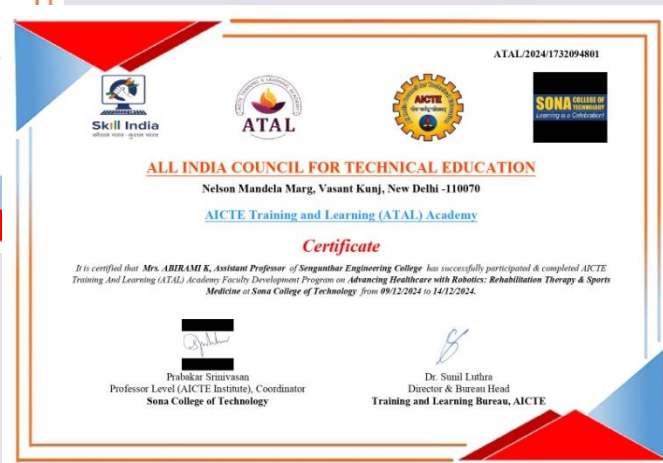 ATAL/2024/1732094801
Skill India
कौशल भारत - कुशल भारत
ATAL
AICTE
SONA COLLEGE OF TECHNOLOGY
Learning is a Celebration!
ALL INDIA COUNCIL FOR TECHNICAL EDUCATION
Nelson Mandela Marg, Vasant Kunj, New Delhi -110070
AICTE Training and Learning (ATAL) Academy
Certificate
It is certified that Mrs. ABIRAMI K, Assistant Professor of Sengunthar Engineering College has successfully participated & completed AICTE
Training And Learning (ATAL) Academy Faculty Development Program on Advancing Healthcare with Robotics: Rehabilitation Therapy & Sports
Medicine at Sona College of Technology from 09/12/2024 to 14/12/2024.
Prabakar Srinivasan
Professor Level (AICTE Institute), Coordinator
Sona College of Technology
Dr. Sunil Luthra
Director & Bureau Head
Training and Learning Bureau, AICTE